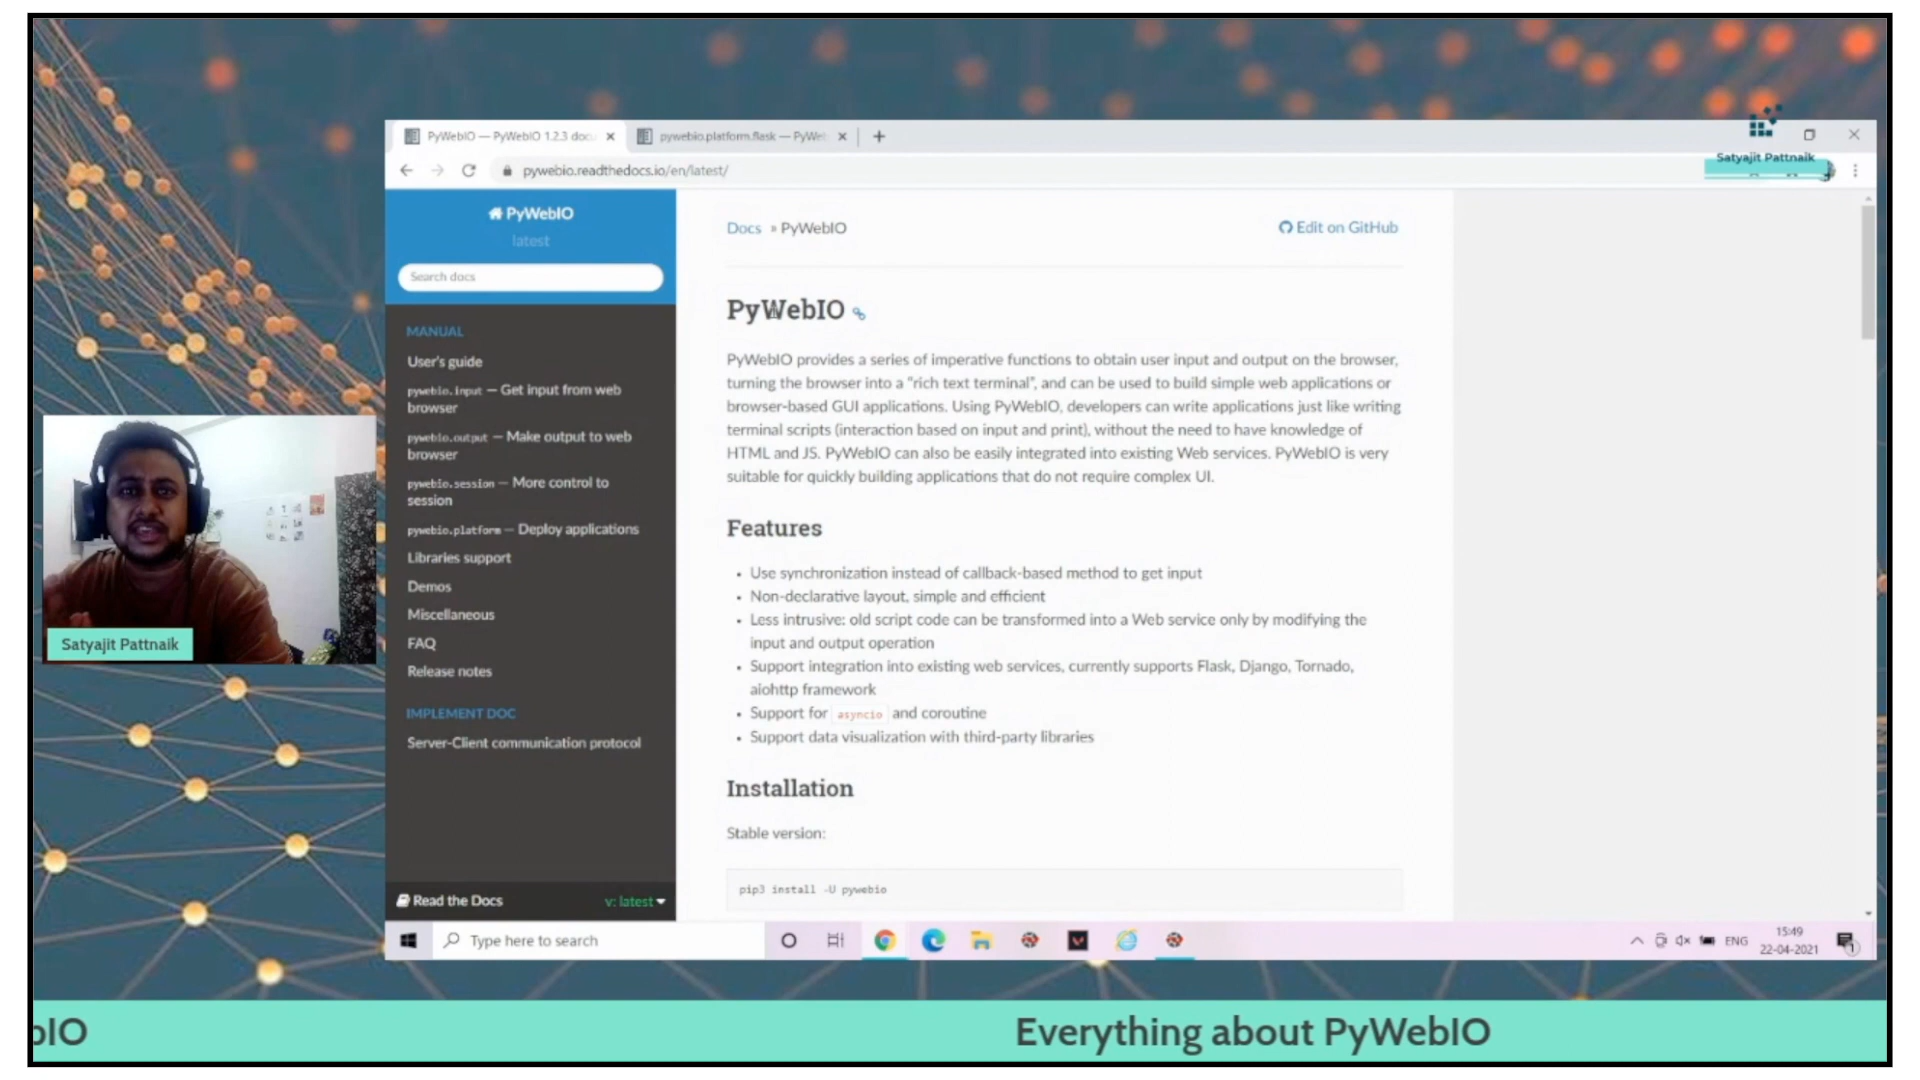 PyWebIO — PyWebIO 1.2.3 docu
pywebio.platform.flask — PyWeb
pywebio.readthedocs.io/en/latest/
Satyajit Pattnaik
PyWebIO
latest
Search docs
MANUAL
User's guide
pywebio.input — Get input from web
browser
pywebio.output — Make output to web
browser
pywebio.session — More control to
session
pywebio.platform — Deploy applications
Libraries support
Demos
Miscellaneous
FAQ
Release notes
IMPLEMENT DOC
Server-Client communication protocol
Read the Docs
v: latest
Docs » PyWebIO
Edit on GitHub
PyWebIO
PyWebIO provides a series of imperative functions to obtain user input and output on the browser,
turning the browser into a “rich text terminal”, and can be used to build simple web applications or
browser-based GUI applications. Using PyWebIO, developers can write applications just like writing
terminal scripts (interaction based on input and print), without the need to have knowledge of
HTML and JS. PyWebIO can also be easily integrated into existing Web services. PyWebIO is very
suitable for quickly building applications that do not require complex UI.
Features
• Use synchronization instead of callback-based method to get input
• Non-declarative layout, simple and efficient
• Less intrusive: old script code can be transformed into a Web service only by modifying the
input and output operation
• Support integration into existing web services, currently supports Flask, Django, Tornado,
aiohttp framework
• Support for asyncio and coroutine
• Support data visualization with third-party libraries
Installation
Stable version:
pip3 install -U pywebio
Satyajit Pattnaik
Type here to search
ENG
15:49
22-04-2021
1
bIO
Everything about PyWebIO